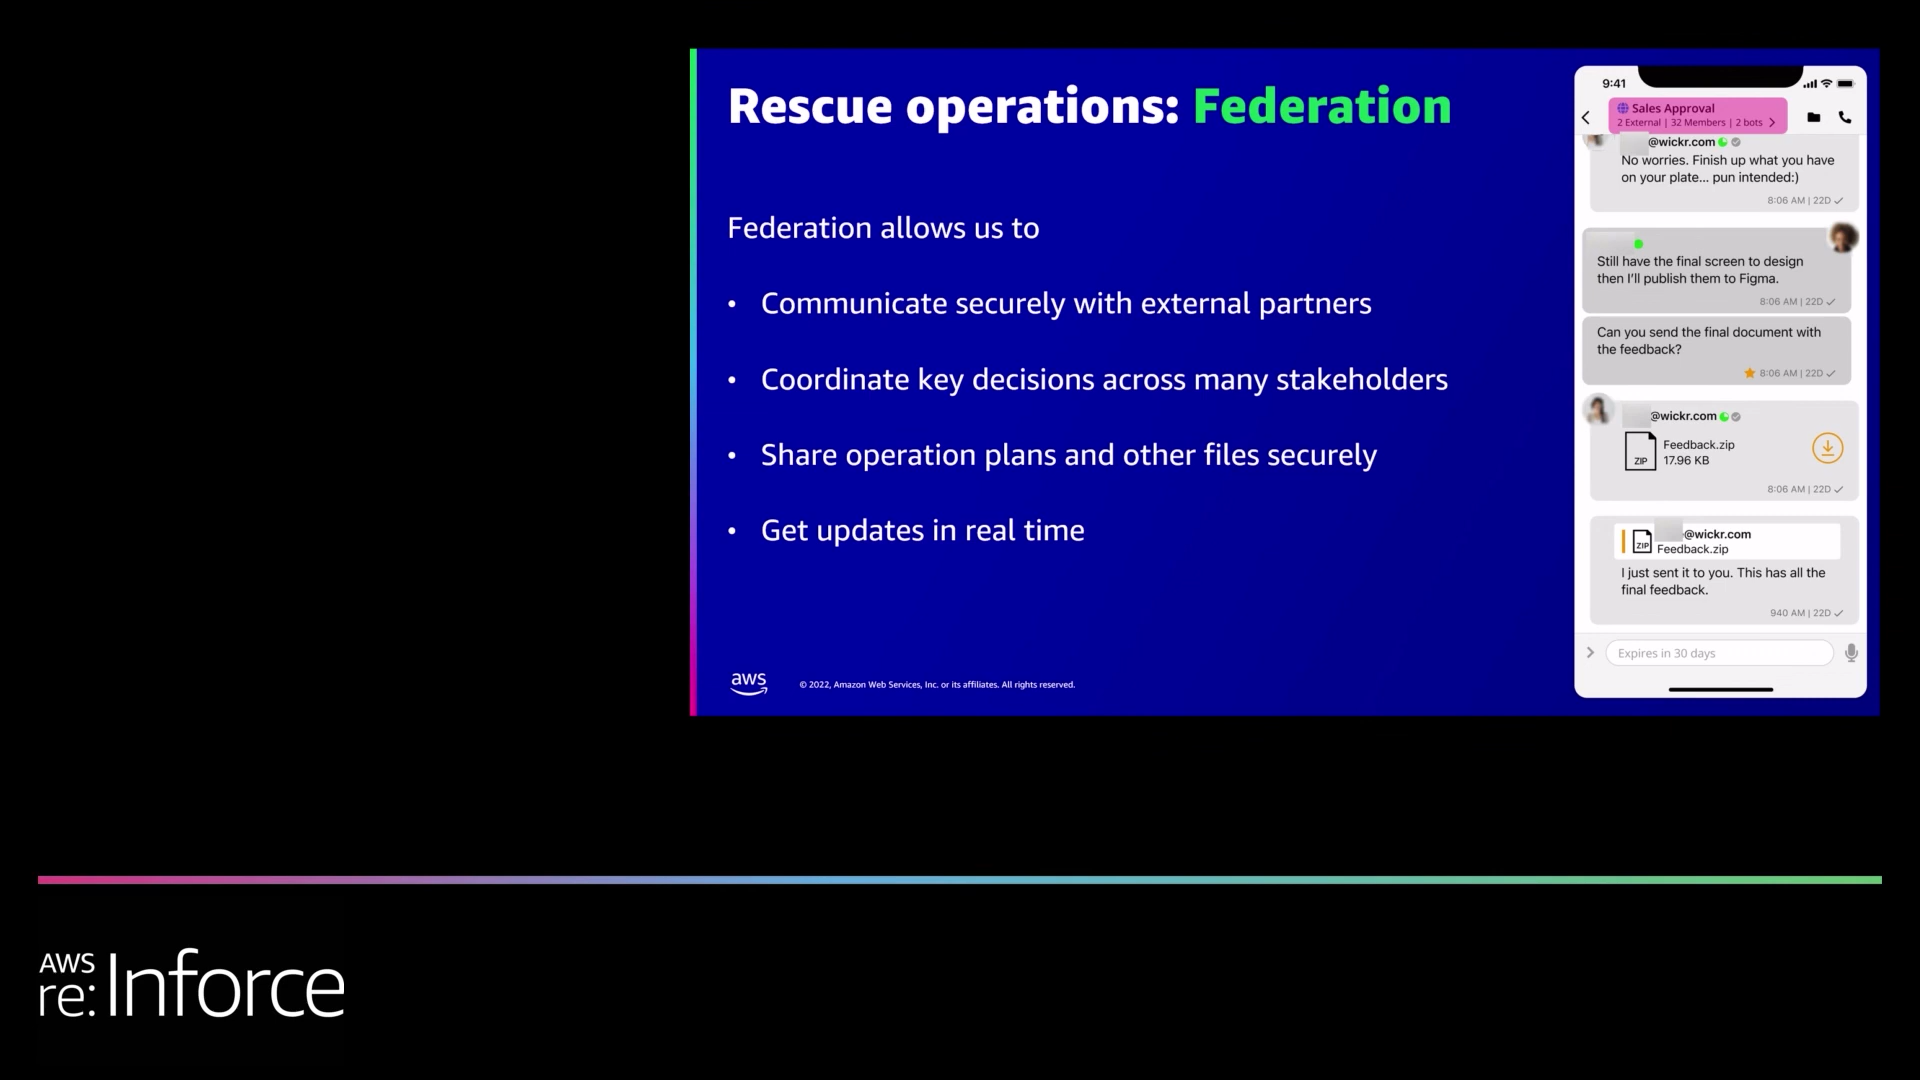 Rescue operations: Federation
Federation allows us to
• Communicate securely with external partners
• Coordinate key decisions across many stakeholders
• Share operation plans and other files securely
• Get updates in real time
aws
© 2022, Amazon Web Services, Inc. or its affiliates. All rights reserved.
9:41
Sales Approval
2 External | 32 Members | 2 bots
@wickr.com
No worries. Finish up what you have
on your plate... pun intended:)
8:06 AM | 22D
Still have the final screen to design
then I'll publish them to Figma.
8:06 AM | 22D
Can you send the final document with
the feedback?
8:06 AM | 22D
@wickr.com
ZIP
Feedback.zip
17.96 KB
8:06 AM | 22D
ZIP
@wickr.com
Feedback.zip
I just sent it to you. This has all the
final feedback.
940 AM | 22D
Expires in 30 days
AWS
re:Inforce